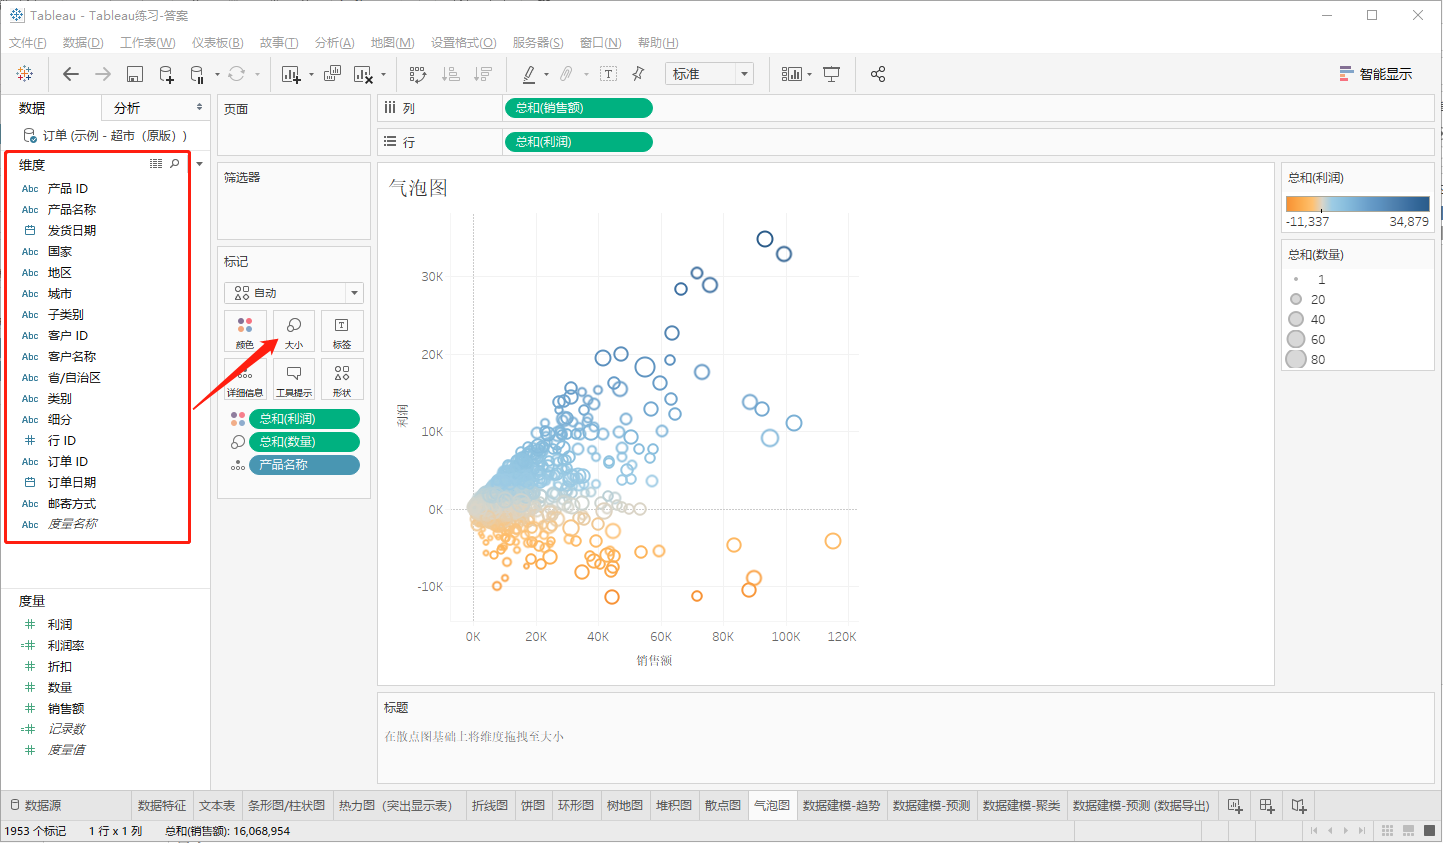 Tableau - Tableau练习-答案
文件(F) 数据(D) 工作表(W) 仪表板(B) 故事(T) 分析(A) 地图(M) 设置格式(O) 服务器(S) 窗口(N) 帮助(H)
标准
智能显示
数据 分析
订单 (示例 - 超市（原版）)
维度
Abc 产品 ID
Abc 产品名称
发货日期
Abc 国家
Abc 地区
Abc 城市
Abc 子类别
Abc 客户 ID
Abc 客户名称
Abc 省/自治区
Abc 类别
Abc 细分
# 行 ID
Abc 订单 ID
订单日期
Abc 邮寄方式
Abc 度量名称
度量
# 利润
=# 利润率
# 折扣
# 数量
# 销售额
=# 记录数
# 度量值
页面
筛选器
标记
自动
颜色 大小 标签
详细信息 工具提示 形状
总和(利润)
总和(数量)
产品名称
列 总和(销售额)
行 总和(利润)
气泡图
利润
30K
20K
10K
0K
-10K
0K 20K 40K 60K 80K 100K 120K
销售额
总和(利润)
-11,337 34,879
总和(数量)
1
20
40
60
80
标题
在散点图基础上将维度拖拽至大小
数据源 数据特征 文本表 条形图/柱状图 热力图（突出显示表） 折线图 饼图 环形图 树地图 堆积图 散点图 气泡图 数据建模-趋势 数据建模-预测 数据建模-聚类 数据建模-预测 (数据导出)
1953 个标记 1 行 x 1 列 总和(销售额): 16,068,954